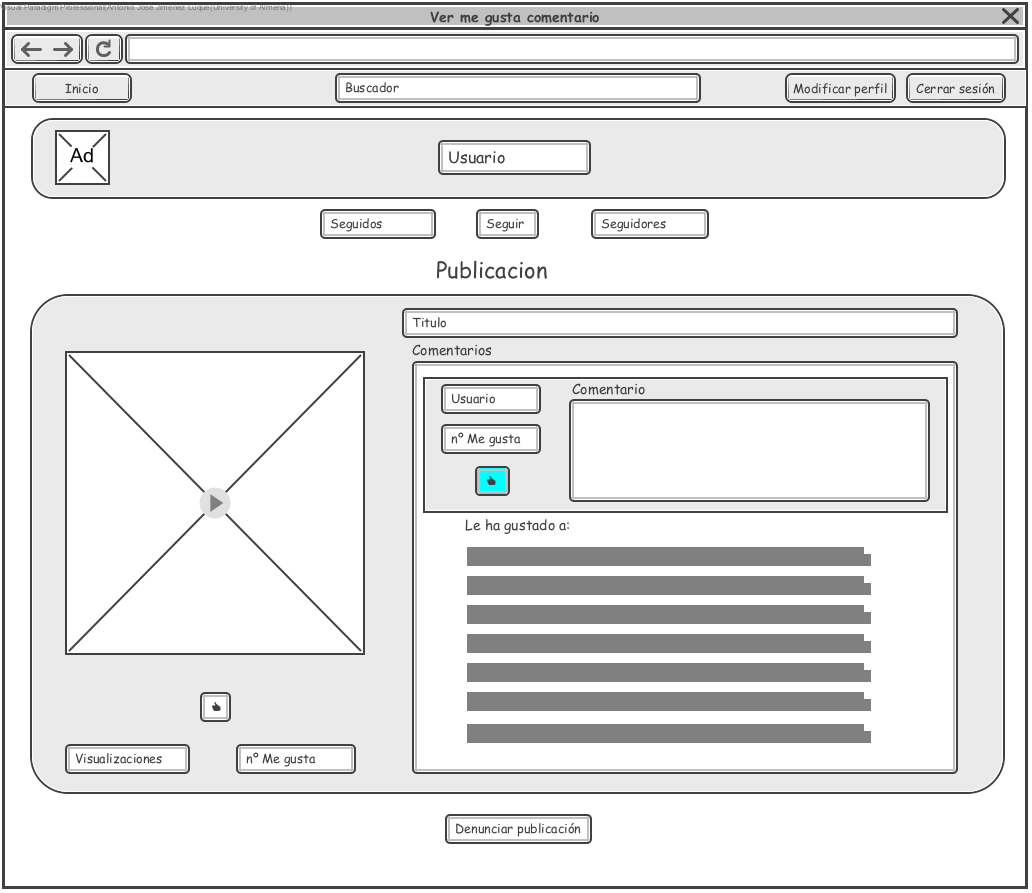 Visual Paradigm Professional(Antonio José Jiménez Luque(University of Almeria))
Ver me gusta comentario
Inicio
Buscador
Modificar perfil
Cerrar sesión
Ad
Usuario
Seguidos
Seguir
Seguidores
Publicacion
Titulo
Comentarios
Usuario
Comentario
nº Me gusta
Le ha gustado a:
Visualizaciones
nº Me gusta
Denunciar publicación